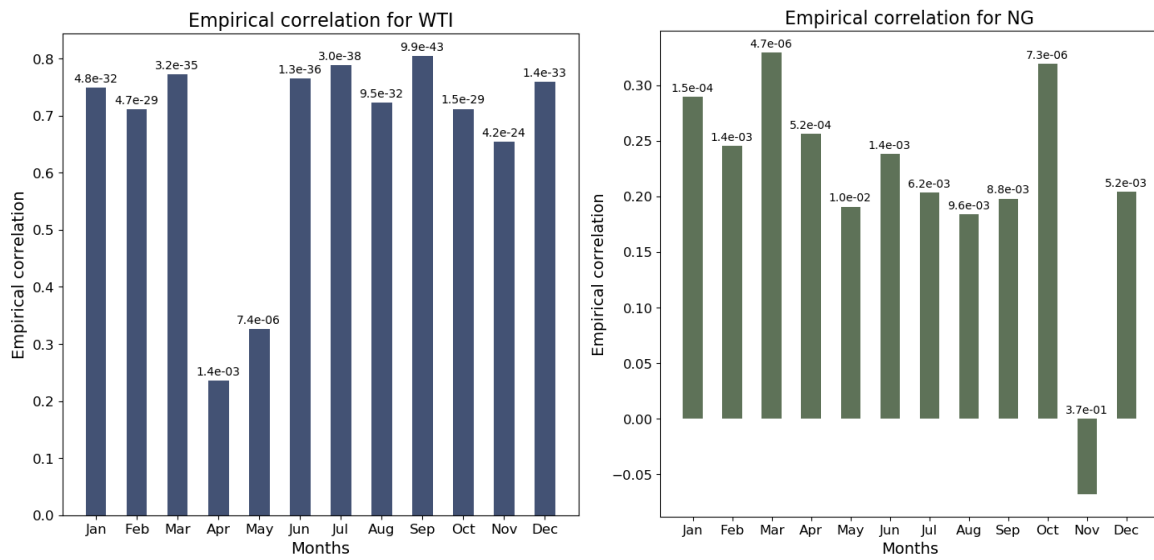 Empirical correlation for WTI
Empirical correlation
0.8
0.7
0.6
0.5
0.4
0.3
0.2
0.1
0.0
4.8e-32
4.7e-29
3.2e-35
1.4e-03
7.4e-06
1.3e-36
3.0e-38
9.5e-32
9.9e-43
1.5e-29
4.2e-24
1.4e-33
Jan Feb Mar Apr May Jun Jul Aug Sep Oct Nov Dec
Months
Empirical correlation for NG
Empirical correlation
0.30
0.25
0.20
0.15
0.10
0.05
0.00
−0.05
1.5e-04
1.4e-03
4.7e-06
5.2e-04
1.0e-02
1.4e-03
6.2e-03
9.6e-03
8.8e-03
7.3e-06
3.7e-01
5.2e-03
Jan Feb Mar Apr May Jun Jul Aug Sep Oct Nov Dec
Months